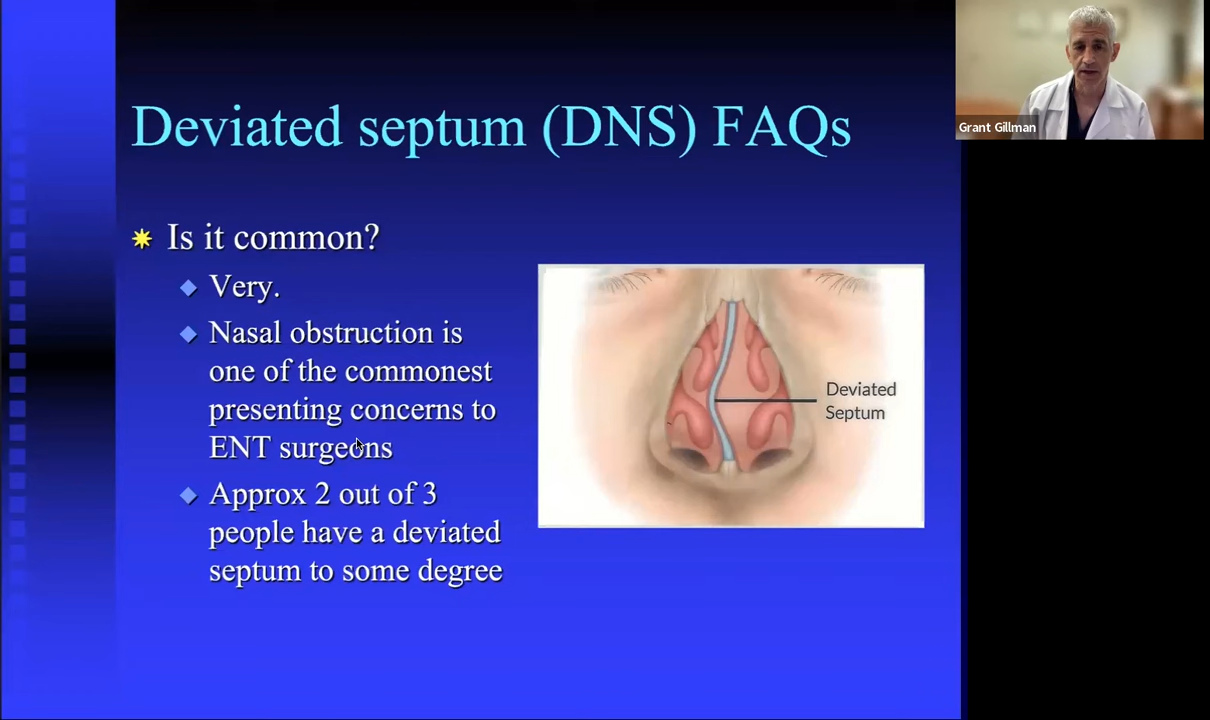 Deviated septum (DNS) FAQs
Grant Gillman
Is it common?
Very.
Nasal obstruction is
one of the commonest
presenting concerns to
ENT surgeons
Approx 2 out of 3
people have a deviated
septum to some degree
Deviated
Septum